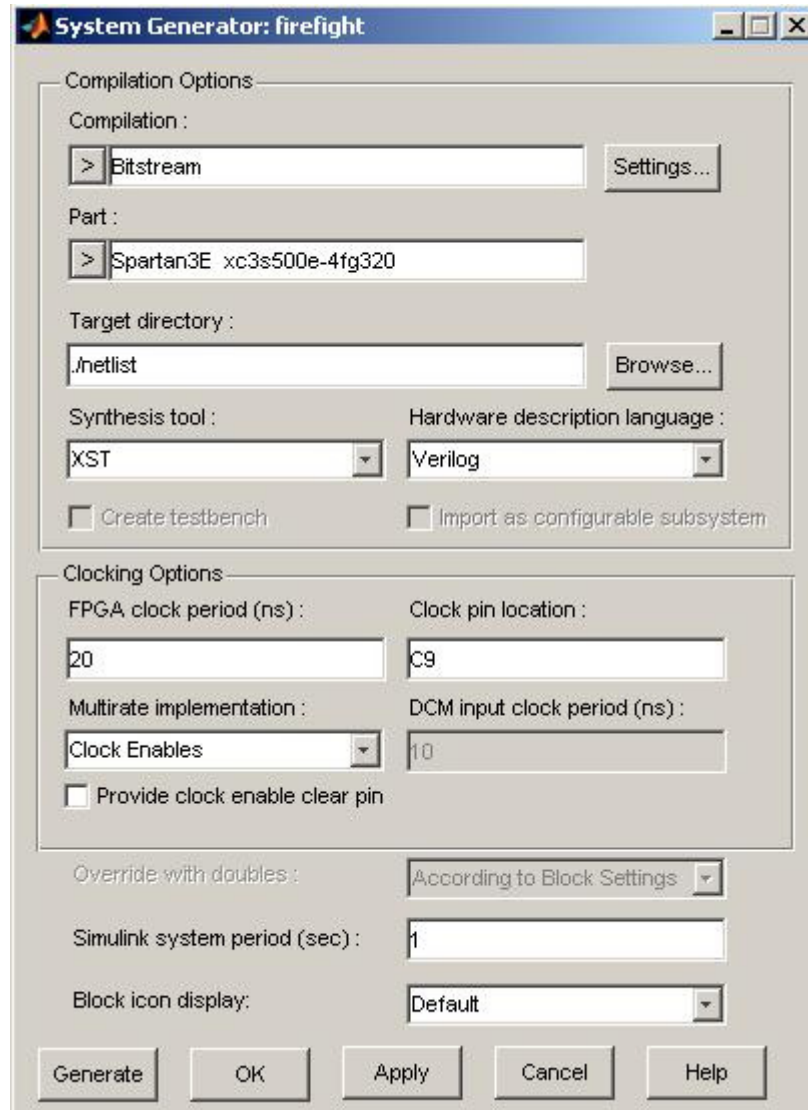 System Generator: firefight
Compilation Options
Compilation :
> Bitstream Settings...
Part :
> Spartan3E xc3s500e-4fg320
Target directory :
./netlist Browse...
Synthesis tool : Hardware description language :
XST Verilog
Create testbench Import as configurable subsystem
Clocking Options
FPGA clock period (ns) : Clock pin location :
20 C9
Multirate implementation : DCM input clock period (ns) :
Clock Enables 10
Provide clock enable clear pin
Override with doubles : According to Block Settings
Simulink system period (sec) : 1
Block icon display: Default
Generate OK Apply Cancel Help